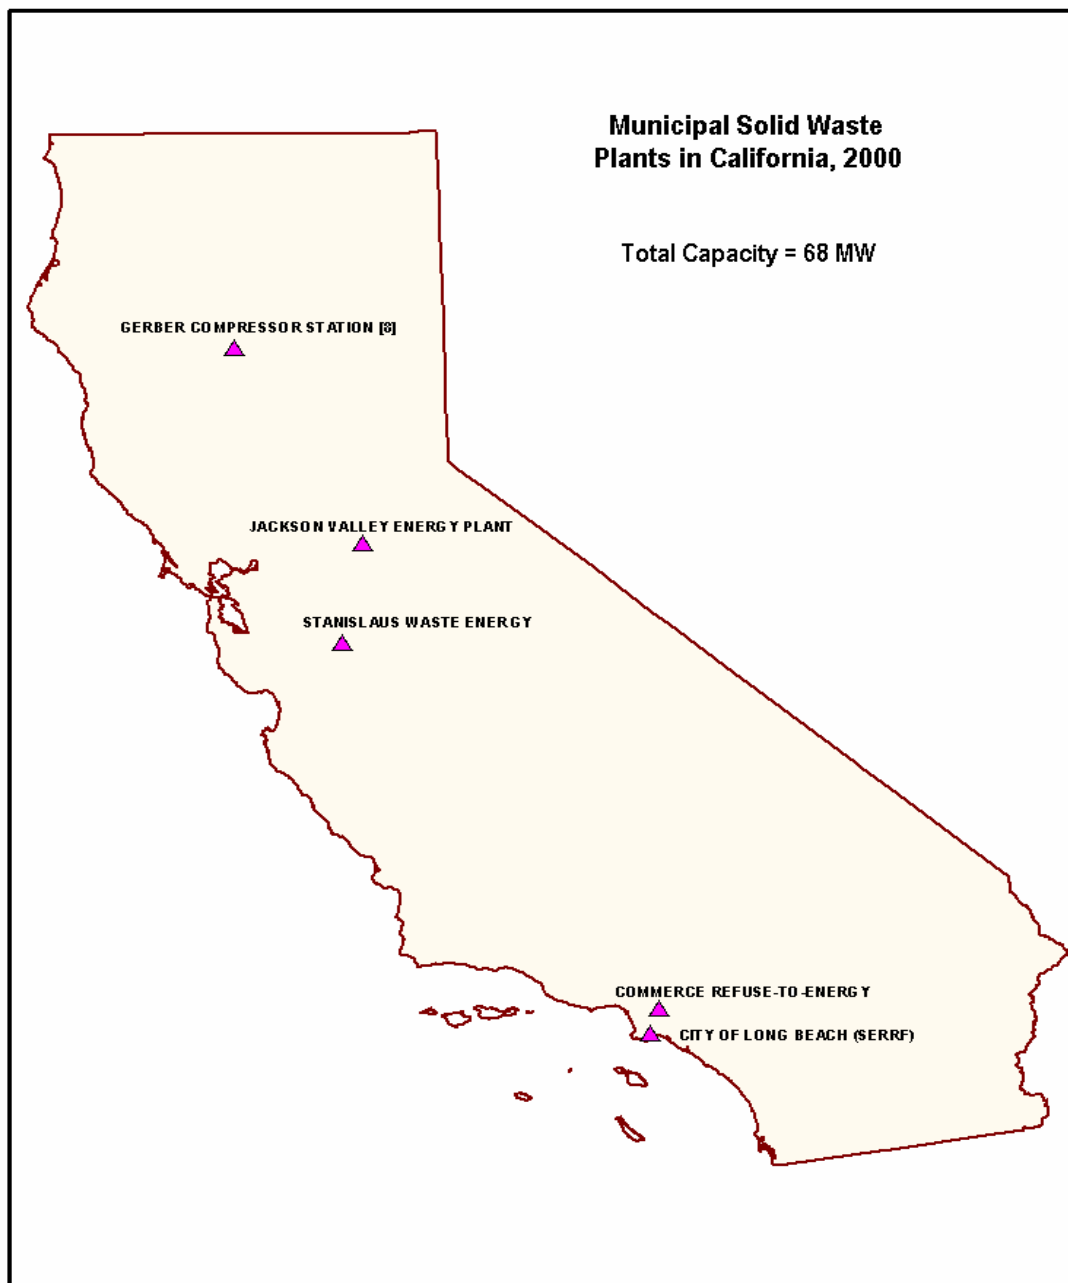 Municipal Solid Waste
Plants in California, 2000
Total Capacity = 68 MW
GERBER COMPRESSOR STATION [8]
JACKSON VALLEY ENERGY PLANT
STANISLAUS WASTE ENERGY
COMMERCE REFUSE-TO-ENERGY
CITY OF LONG BEACH (SERRF)